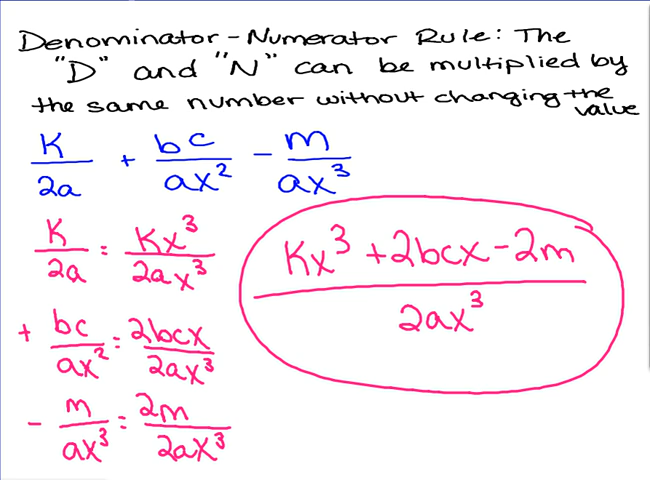 Denominator-Numerator Rule: The
"D" and "N" can be multiplied by
the same number without changing the
value
K/2a + bc/ax² - m/ax³
K/2a = Kx³/2ax³
+ bc/ax² = 2bcx/2ax³
- m/ax³ = 2m/2ax³
Kx³ + 2bcx - 2m / 2ax³